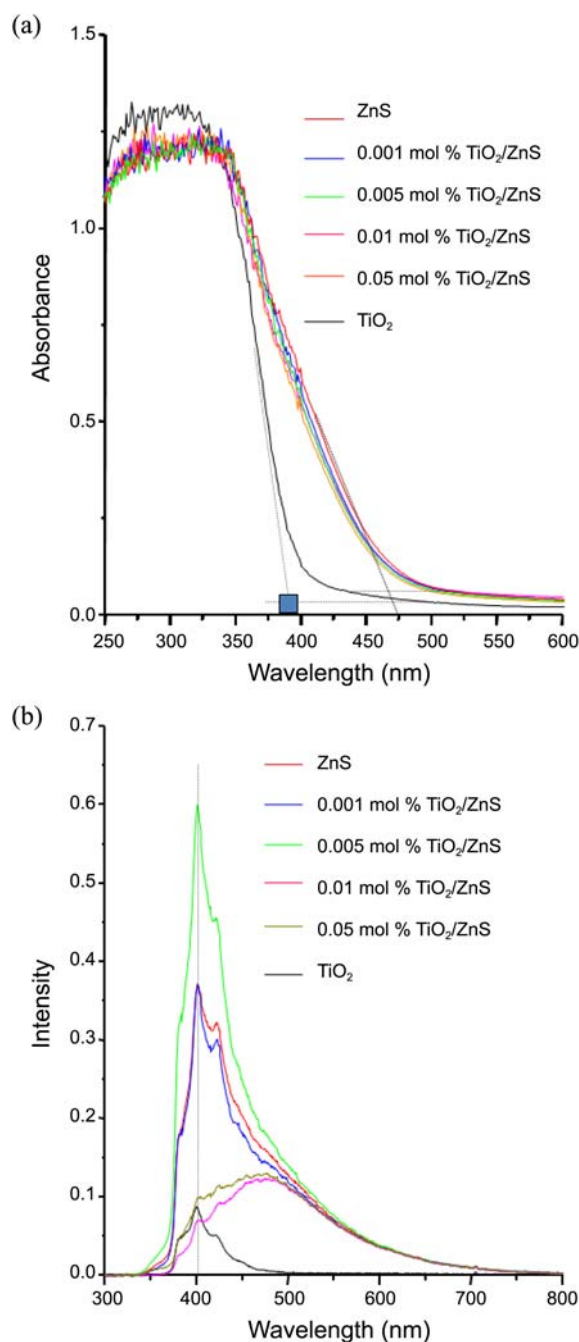 (a)
1.5
1.0
0.5
0.0
Absorbance
ZnS
0.001 mol % TiO₂/ZnS
0.005 mol % TiO₂/ZnS
0.01 mol % TiO₂/ZnS
0.05 mol % TiO₂/ZnS
TiO₂
250 300 350 400 450 500 550 600
Wavelength (nm)
(b)
0.7
0.6
0.5
0.4
0.3
0.2
0.1
0.0
Intensity
ZnS
0.001 mol % TiO₂/ZnS
0.005 mol % TiO₂/ZnS
0.01 mol % TiO₂/ZnS
0.05 mol % TiO₂/ZnS
TiO₂
300 400 500 600 700 800
Wavelength (nm)